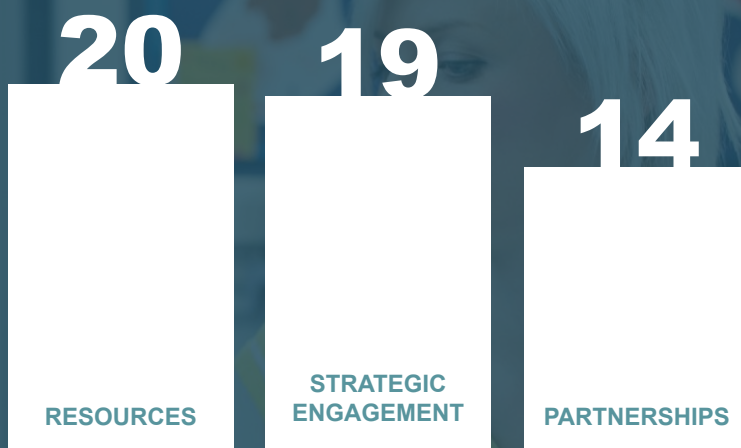 20
19
14
RESOURCES
STRATEGIC
ENGAGEMENT
PARTNERSHIPS